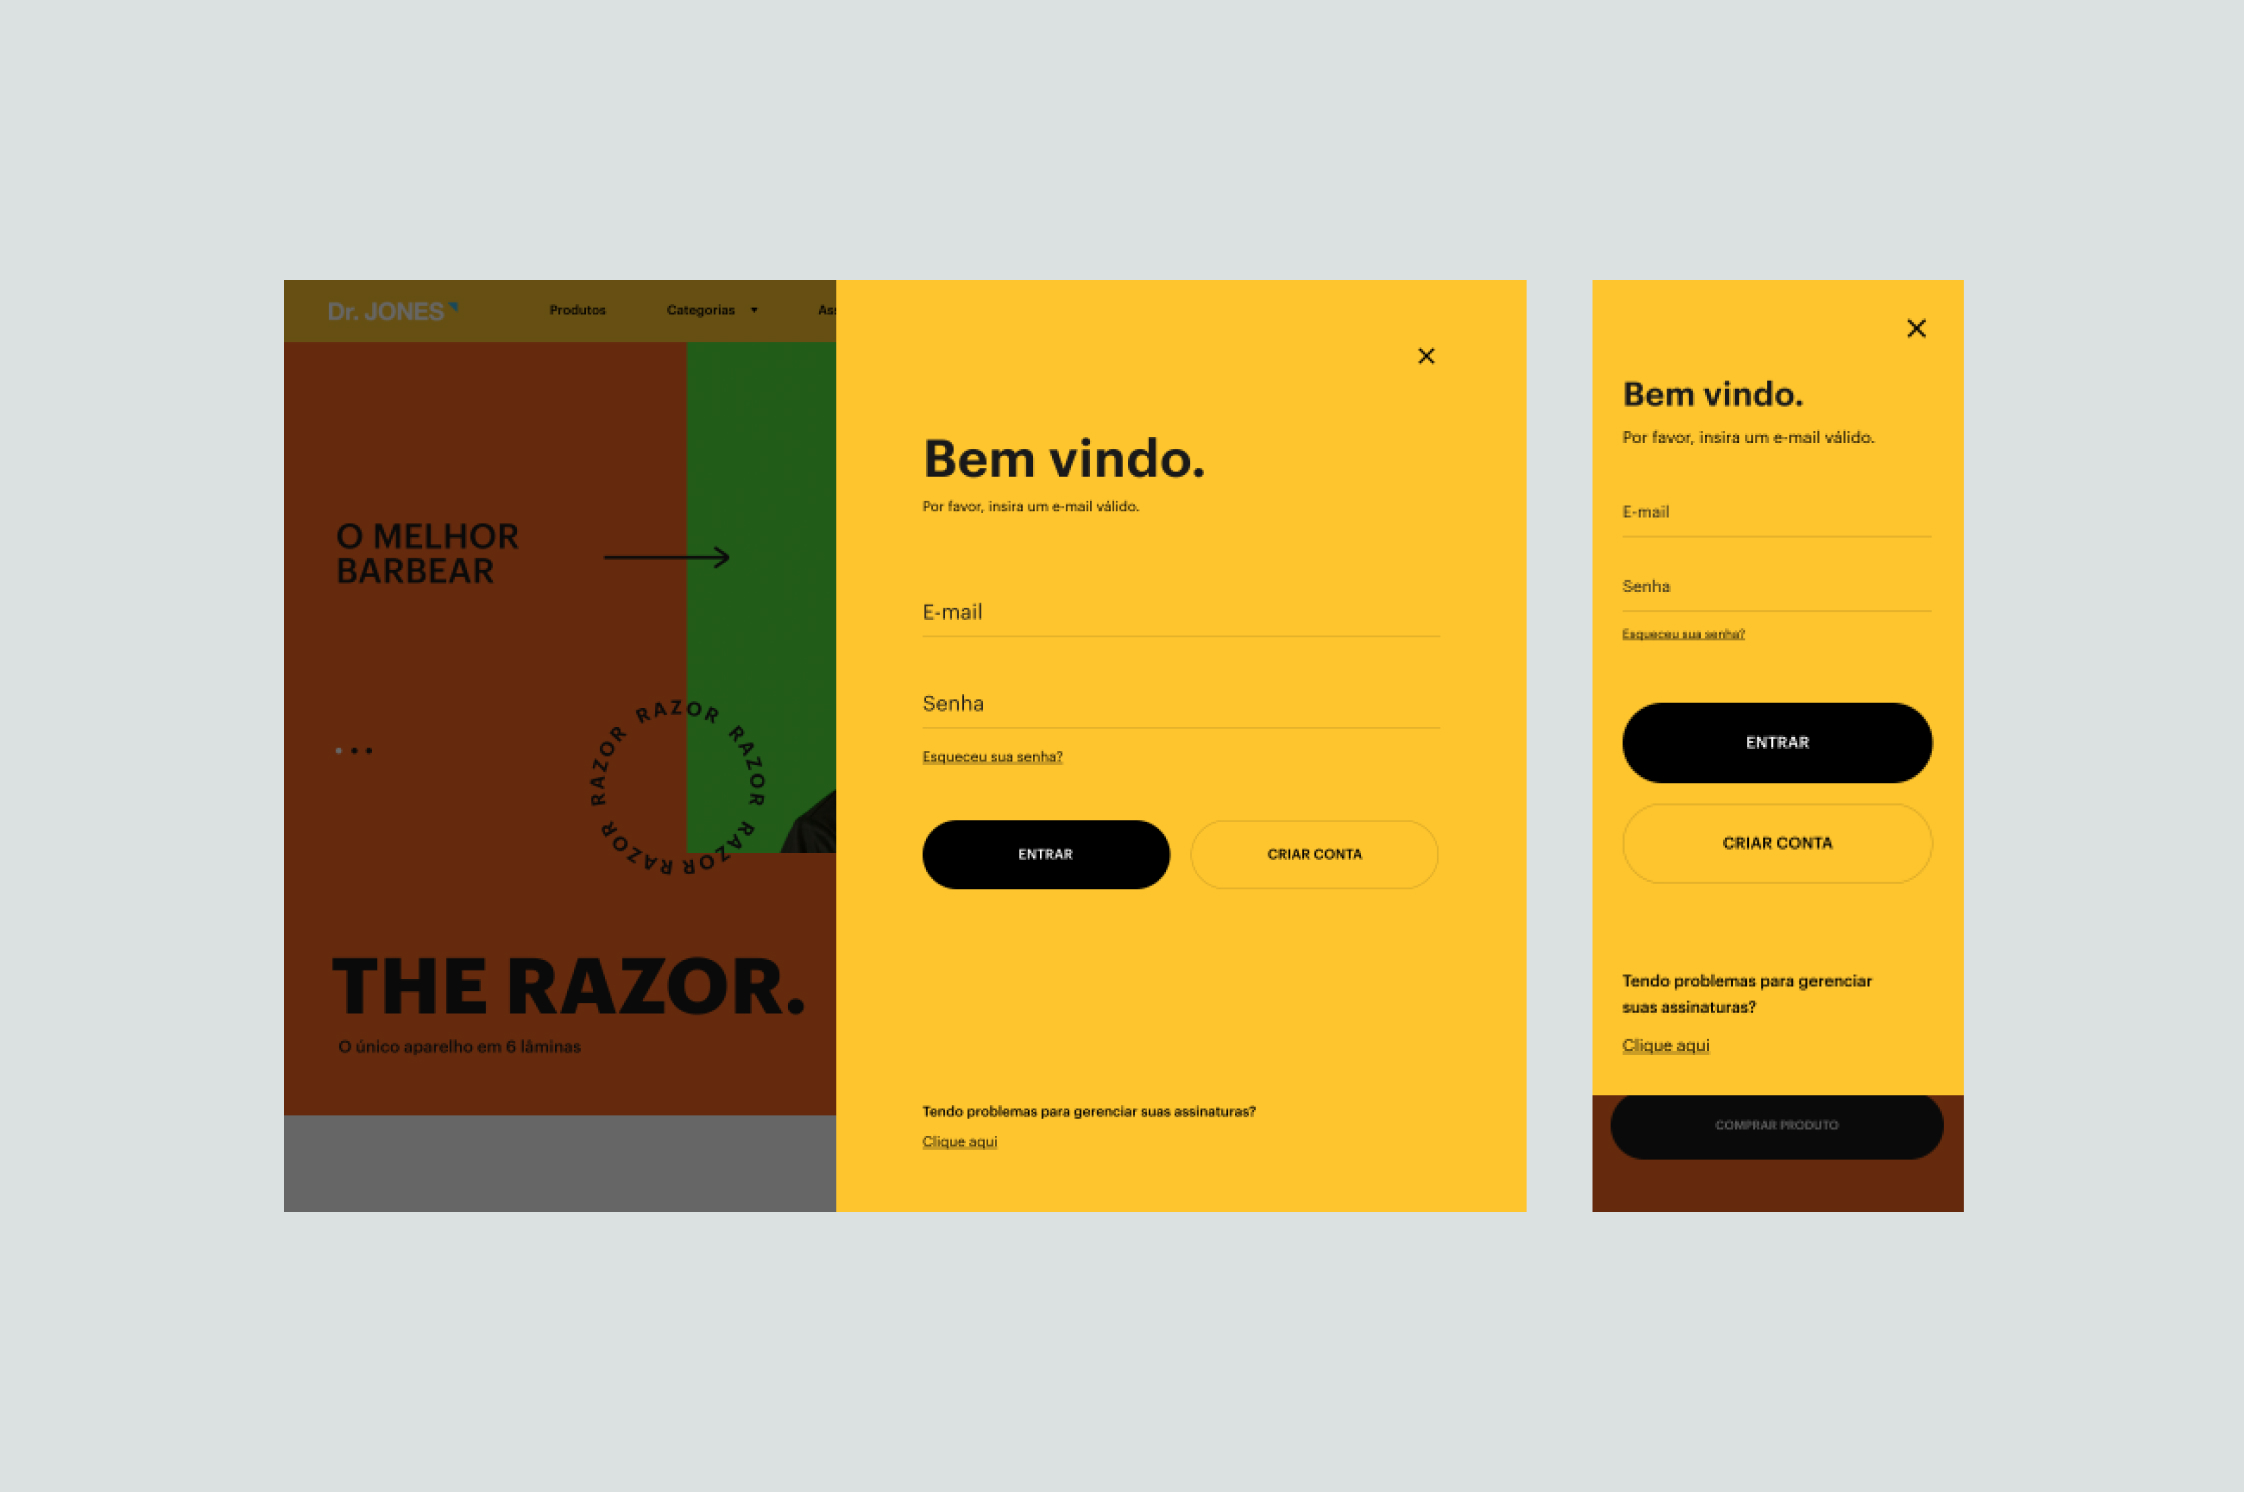 Dr. JONES
Produtos
Categorias
Ass
O MELHOR
BARBEAR
RAZOR RAZOR RAZOR RAZOR RAZOR RAZOR
THE RAZOR.
O único aparelho em 6 lâminas
Bem vindo.
Por favor, insira um e-mail válido.
E-mail
Senha
Esqueceu sua senha?
ENTRAR
CRIAR CONTA
Tendo problemas para gerenciar suas assinaturas?
Clique aqui
Bem vindo.
Por favor, insira um e-mail válido.
E-mail
Senha
Esqueceu sua senha?
ENTRAR
CRIAR CONTA
Tendo problemas para gerenciar
suas assinaturas?
Clique aqui
COMPRAR PRODUTO